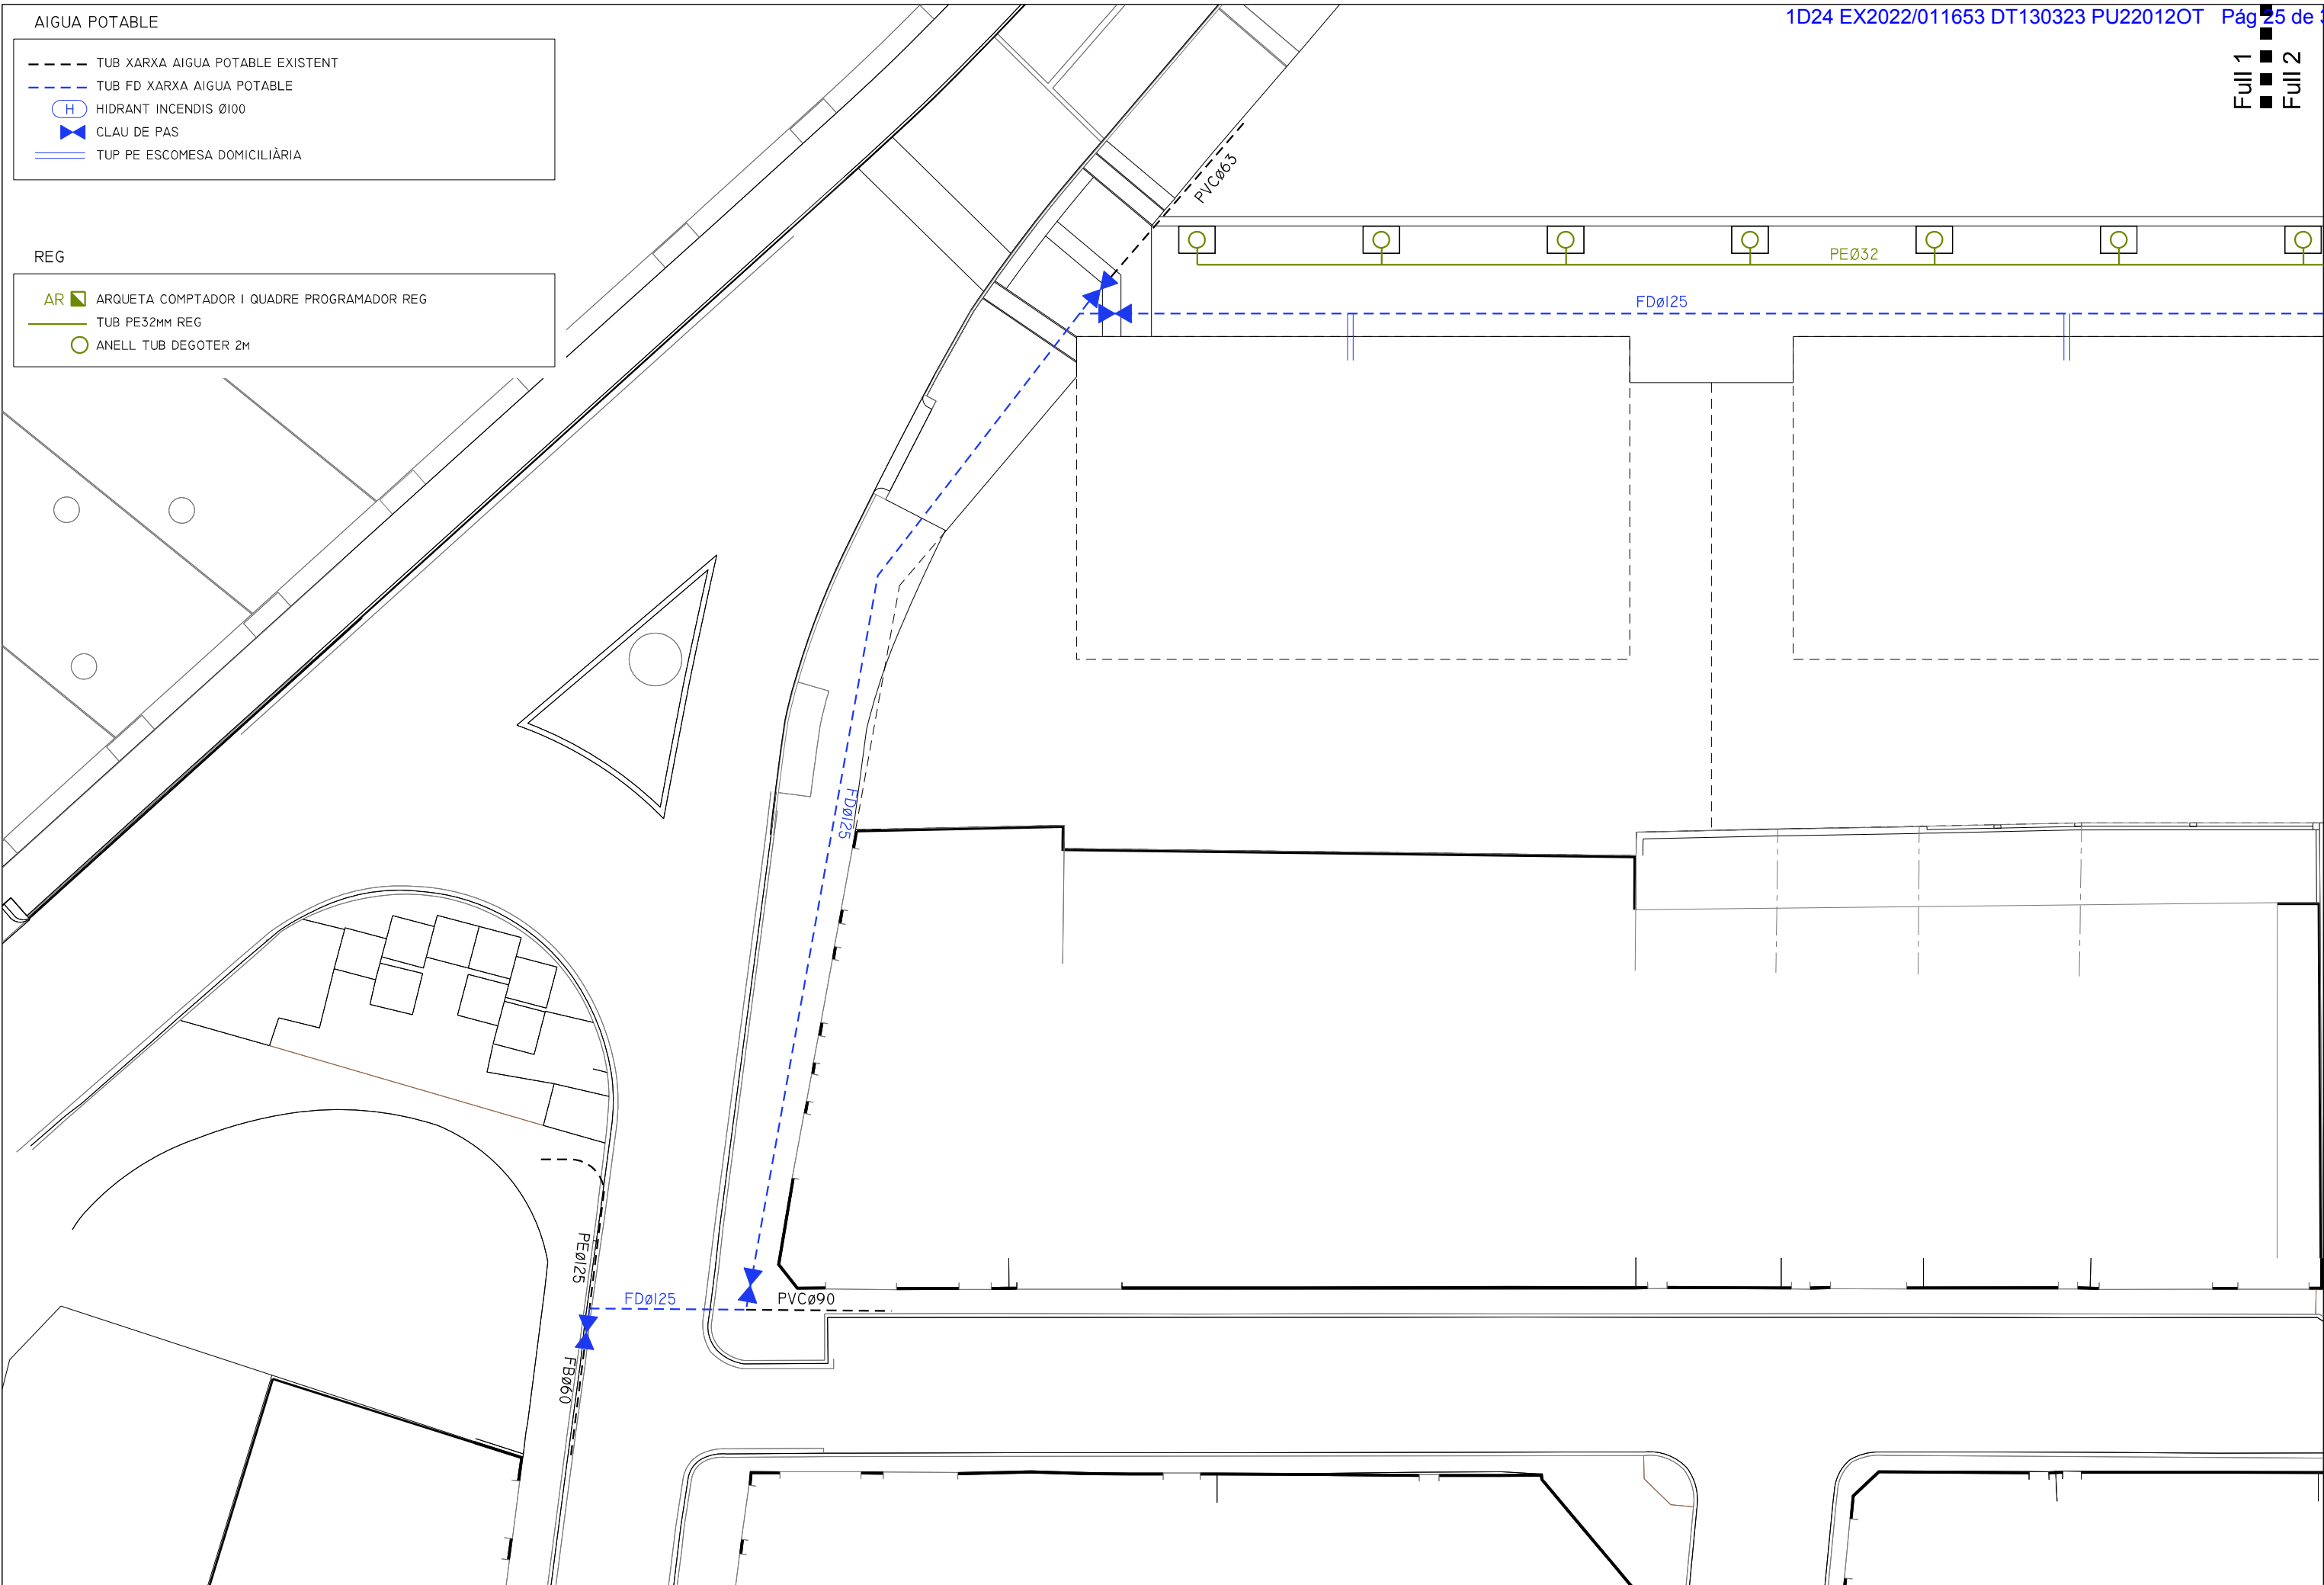 AIGUA POTABLE
TUB XARXA AIGUA POTABLE EXISTENT
TUB FD XARXA AIGUA POTABLE
H HIDRANT INCENDIS Ø100
CLAU DE PAS
TUP PE ESCOMESA DOMICILIÀRIA
REG
AR ARQUETA COMPTADOR I QUADRE PROGRAMADOR REG
TUB PE32MM REG
ANELL TUB DEGOTER 2M
1D24 EX2022/011653 DT130323 PU22012OT Pág 25 de
Full 1
Full 2
PVCø63
PEØ32
FDø125
FDø125
PEø125
FDø125
PVCø90
FBø60